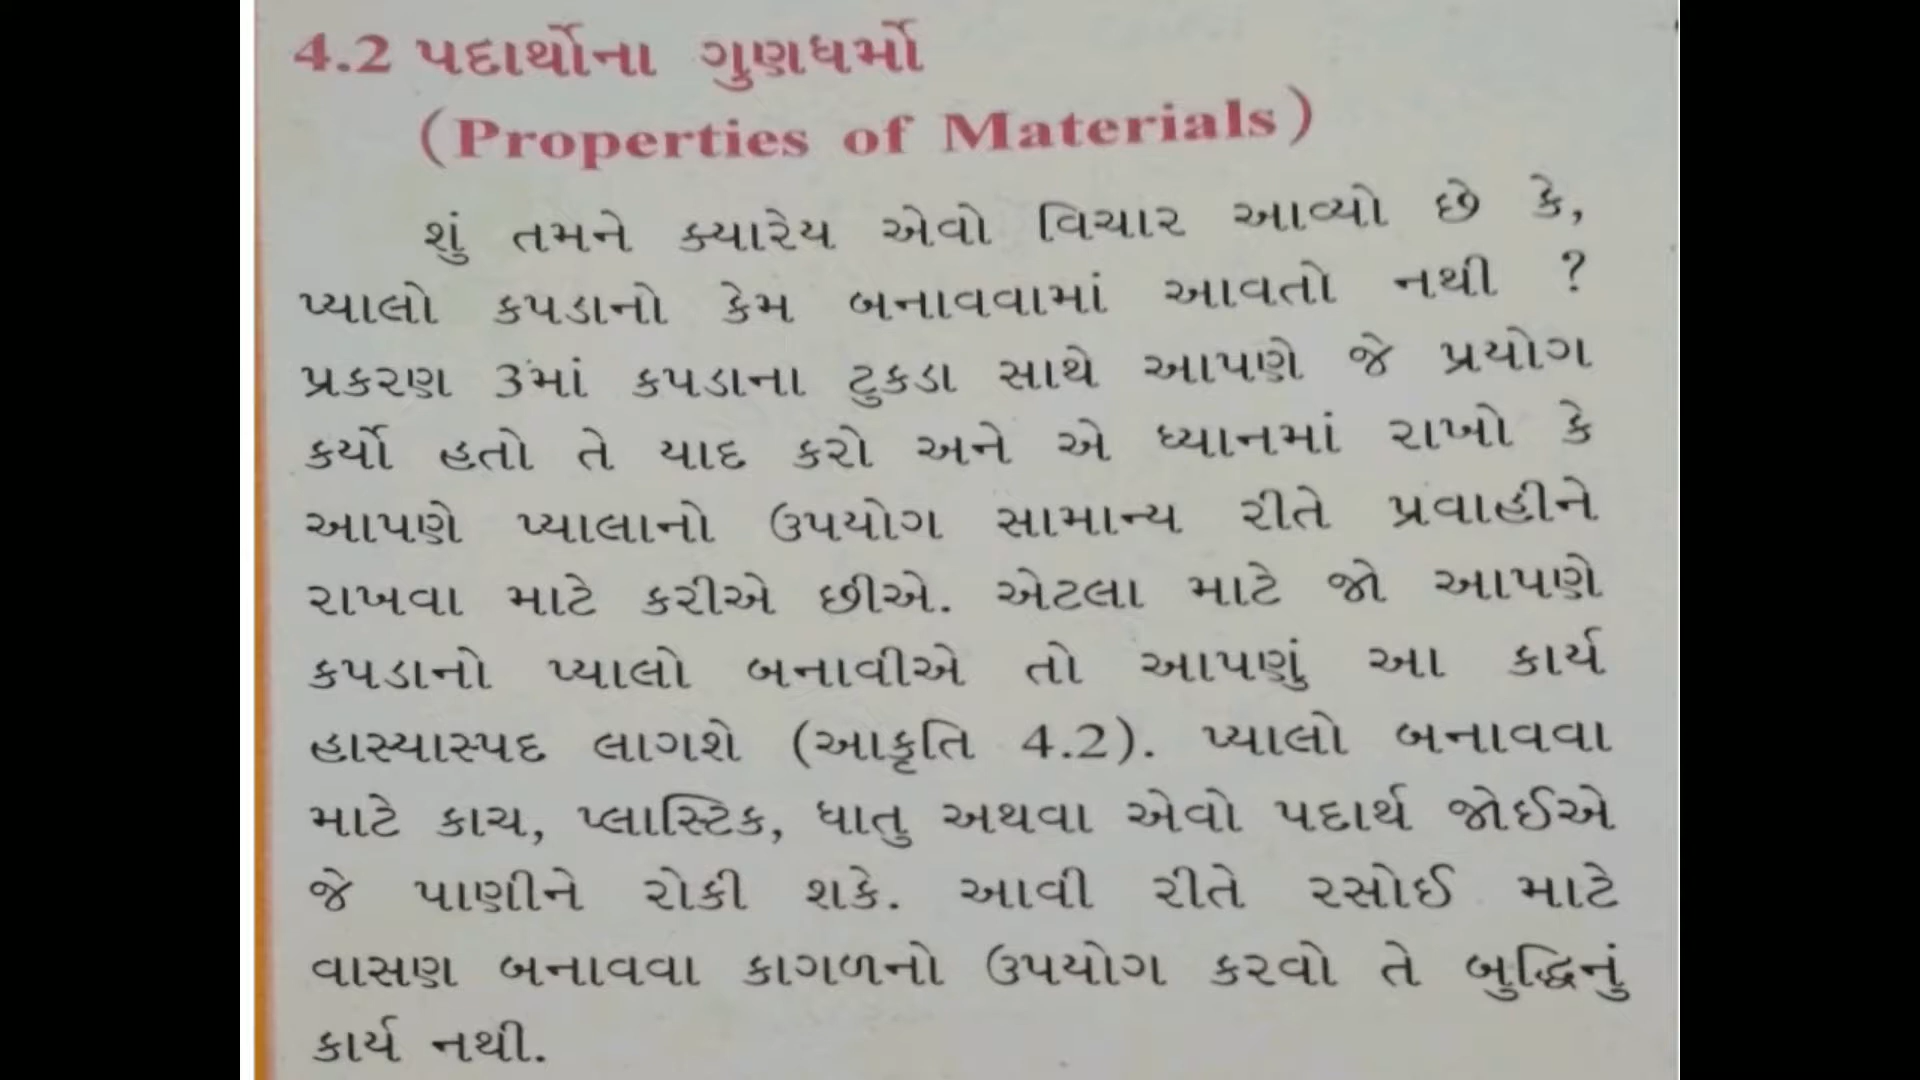 4.2 પદાર્થોના ગુણધર્મો
(Properties of Materials)
શું તમને ક્યારેય એવો વિચાર આવ્યો છે કે,
પ્યાલો કપડાનો કેમ બનાવવામાં આવતો નથી ?
પ્રકરણ 3માં કપડાના ટુકડા સાથે આપણે જે પ્રયોગ
કર્યો હતો તે યાદ કરો અને એ ધ્યાનમાં રાખો કે
આપણે પ્યાલાનો ઉપયોગ સામાન્ય રીતે પ્રવાહીને
રાખવા માટે કરીએ છીએ. એટલા માટે જો આપણે
કપડાનો પ્યાલો બનાવીએ તો આપણું આ કાર્ય
હાસ્યાસ્પદ લાગશે (આકૃતિ 4.2). પ્યાલો બનાવવા
માટે કાચ, પ્લાસ્ટિક, ધાતુ અથવા એવો પદાર્થ જોઈએ
જે પાણીને રોકી શકે. આવી રીતે રસોઈ માટે
વાસણ બનાવવા કાગળનો ઉપયોગ કરવો તે બુદ્ધિનું
કાર્ય નથી.